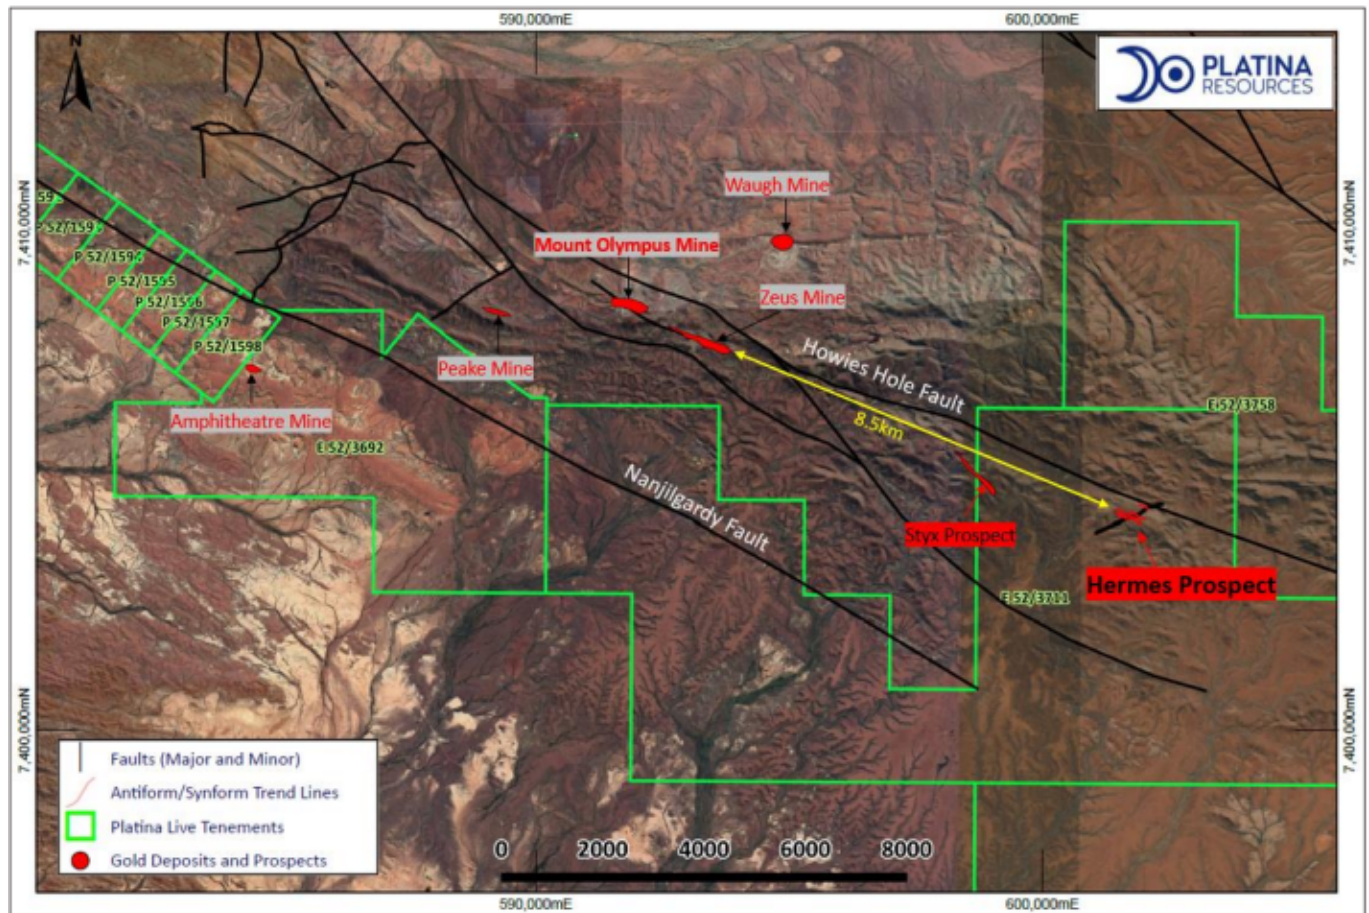 590,000mE
600,000mE
N
PLATINA
RESOURCES
7,410,000mN
7,410,000mN
Waugh Mine
Mount Olympus Mine
Zeus Mine
P 52/1594
P 52/1595
P 52/1596
P 52/1597
P 52/1598
Peake Mine
Howies Hole Fault
Amphitheatre Mine
8.5km
E 52/3758
E 52/3692
Nanjilgardy Fault
Styx Prospect
Hermes Prospect
E 52/3711
7,400,000mN
7,400,000mN
Faults (Major and Minor)
Antiform/Synform Trend Lines
Platina Live Tenements
Gold Deposits and Prospects
0 2000 4000 6000 8000
590,000mE
600,000mE